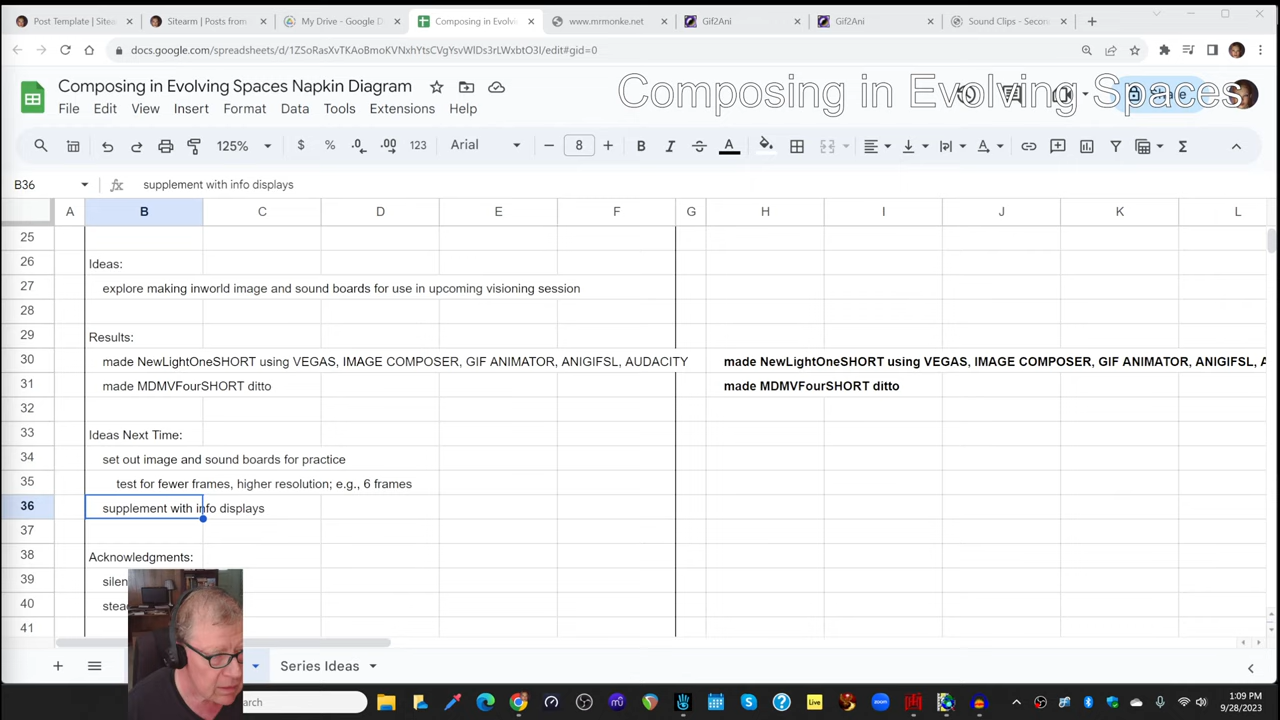 Post Template | Sitea
Sitearm | Posts from
My Drive - Google D
Composing in Evolvi
www.mrmonke.net
Gif2Ani
Gif2Ani
Sound Clips - Secon
docs.google.com/spreadsheets/d/1ZSoRasXvTKAoBmoKVNxhYtsCVgYsvWlDs3rLWxbtO3I/edit#gid=0
Composing in Evolving Spaces Napkin Diagram
Composing in Evolving Spaces
Share
File Edit View Insert Format Data Tools Extensions Help
125% $ % .0 .00 123 Arial 8 B I S A
B36 fx supplement with info displays
A B C D E F G H I J K L
25
26 Ideas:
27 explore making inworld image and sound boards for use in upcoming visioning session
28
29 Results:
30 made NewLightOneSHORT using VEGAS, IMAGE COMPOSER, GIF ANIMATOR, ANIGIFSL, AUDACITY made NewLightOneSHORT using VEGAS, IMAGE COMPOSER, GIF ANIMATOR, ANIGIFSL, A
31 made MDMVFourSHORT ditto made MDMVFourSHORT ditto
32
33 Ideas Next Time:
34 set out image and sound boards for practice
35 test for fewer frames, higher resolution; e.g., 6 frames
36 supplement with info displays
37
38 Acknowledgments:
39 silen
40 stea
41
Series Ideas
earch
Live
zoom
1:09 PM
9/28/2023